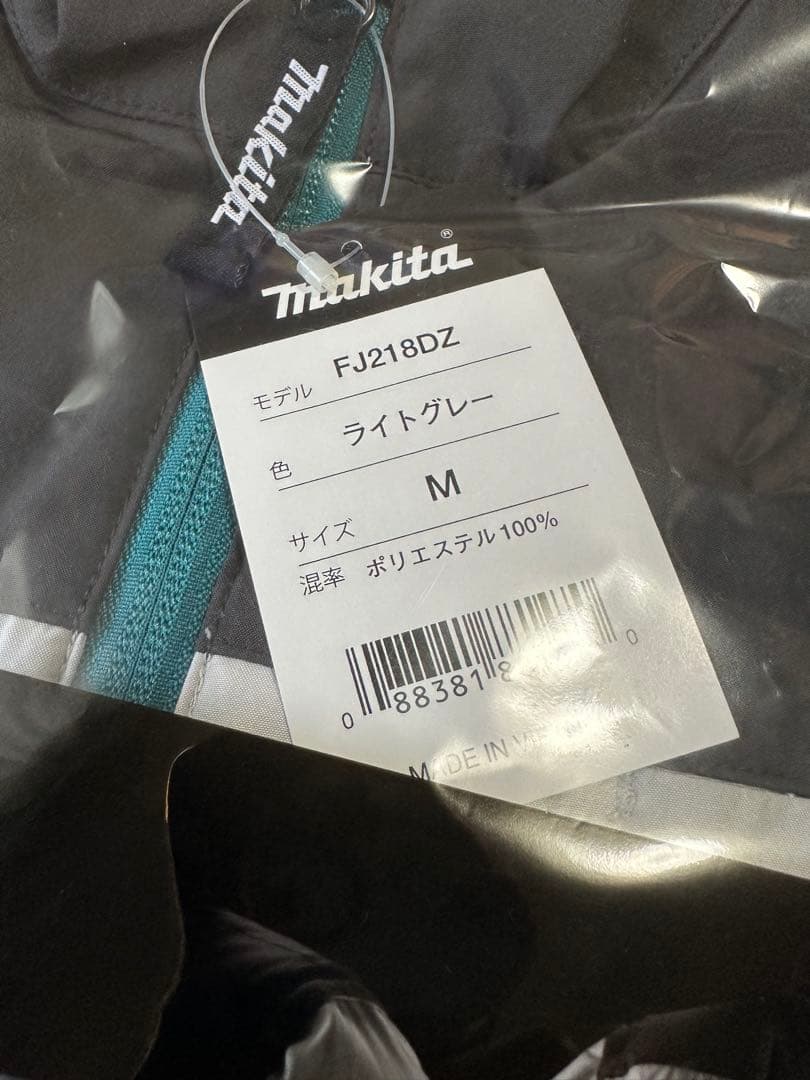 makita
makita®
モデル FJ218DZ
色 ライトグレー
サイズ M
混率 ポリエステル100%
0 88381 8 0
MADE IN